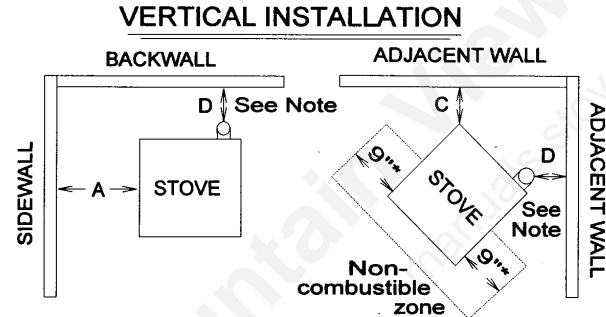 VERTICAL INSTALLATION
BACKWALL
D See Note
SIDEWALL
A
STOVE
ADJACENT WALL
C
9"*
STOVE
D
See
Note
9"*
Non-
combustible
zone
ADJACENT WALL